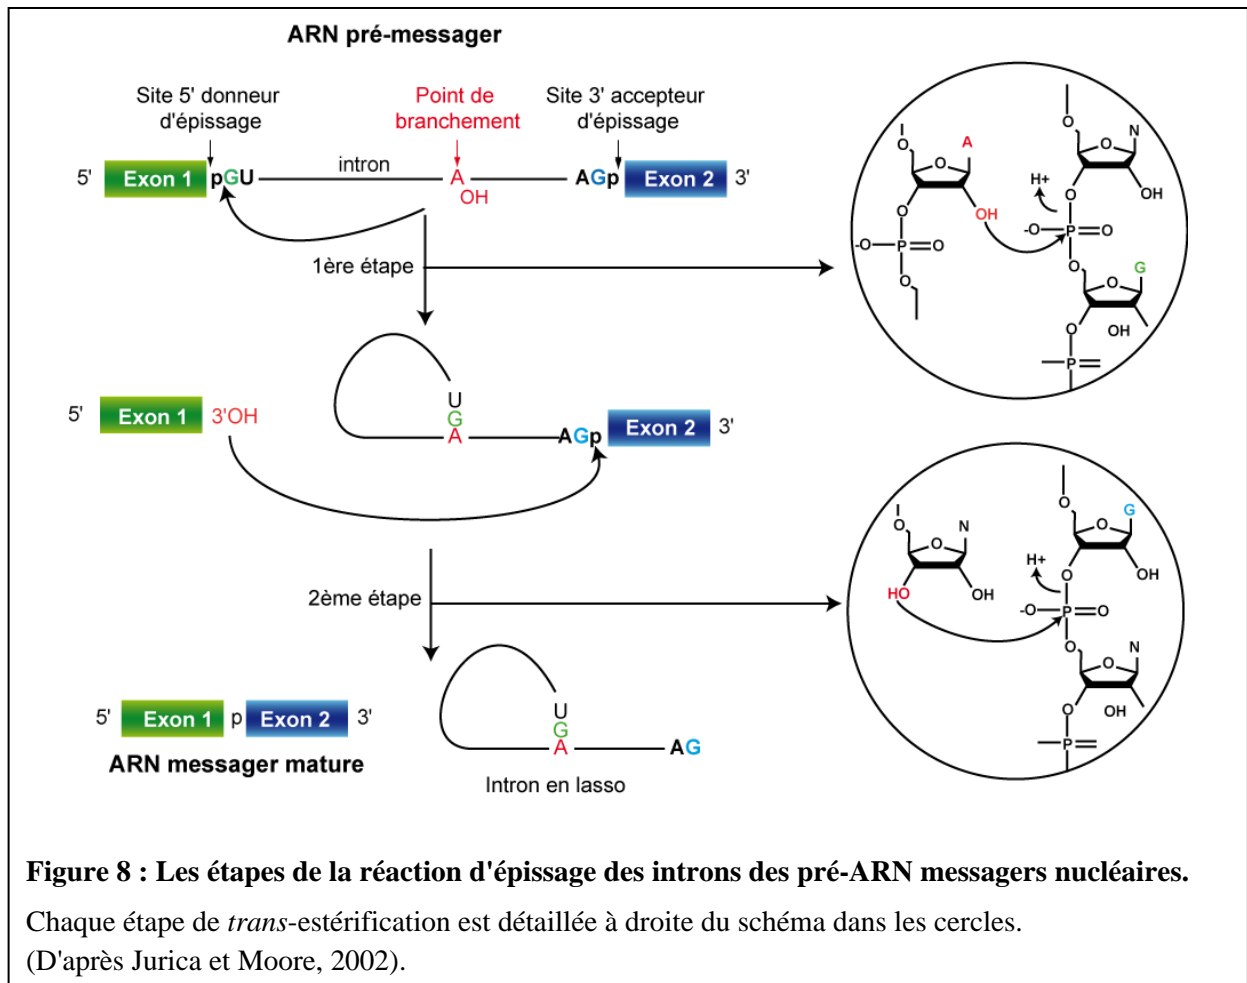 ARN pré-messager
Site 5' donneur
d'épissage
Point de
branchement
Site 3' accepteur
d'épissage
5' Exon 1 pGU intron A AGp Exon 2 3'
OH
1ère étape
O
O
A
OH
O
-O P O
O
O
O
N
OH
H+
O
-O P O
O
O
G
O
OH
P
U
G
5' Exon 1 3'OH A AGp Exon 2 3'
2ème étape
O
O
N
HO OH
O
O
G
OH
H+
O
-O P O
O
O
N
O
OH
P
U
G
5' Exon 1 p Exon 2 3' A AG
ARN messager mature
Intron en lasso
Figure 8 : Les étapes de la réaction d'épissage des introns des pré-ARN messagers nucléaires.
Chaque étape de trans-estérification est détaillée à droite du schéma dans les cercles.
(D'après Jurica et Moore, 2002).